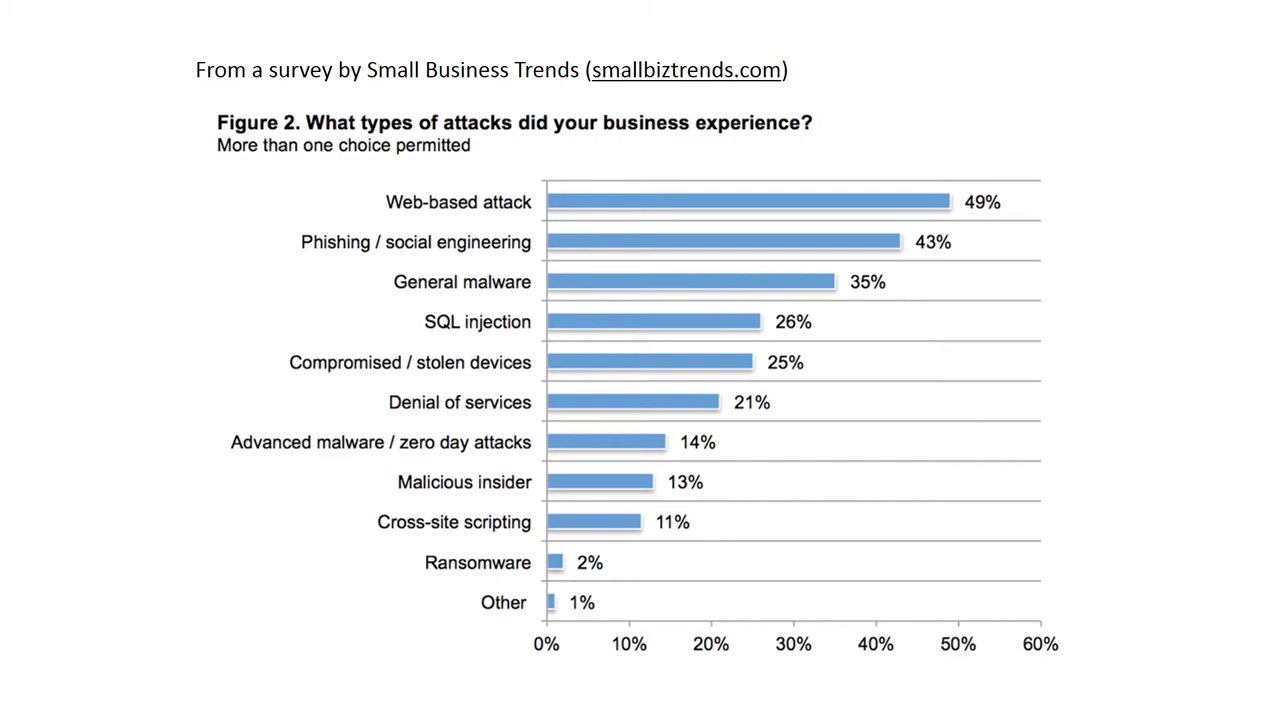 From a survey by Small Business Trends (smallbiztrends.com)
Figure 2. What types of attacks did your business experience?
More than one choice permitted
Web-based attack 49%
Phishing / social engineering 43%
General malware 35%
SQL injection 26%
Compromised / stolen devices 25%
Denial of services 21%
Advanced malware / zero day attacks 14%
Malicious insider 13%
Cross-site scripting 11%
Ransomware 2%
Other 1%
0% 10% 20% 30% 40% 50% 60%